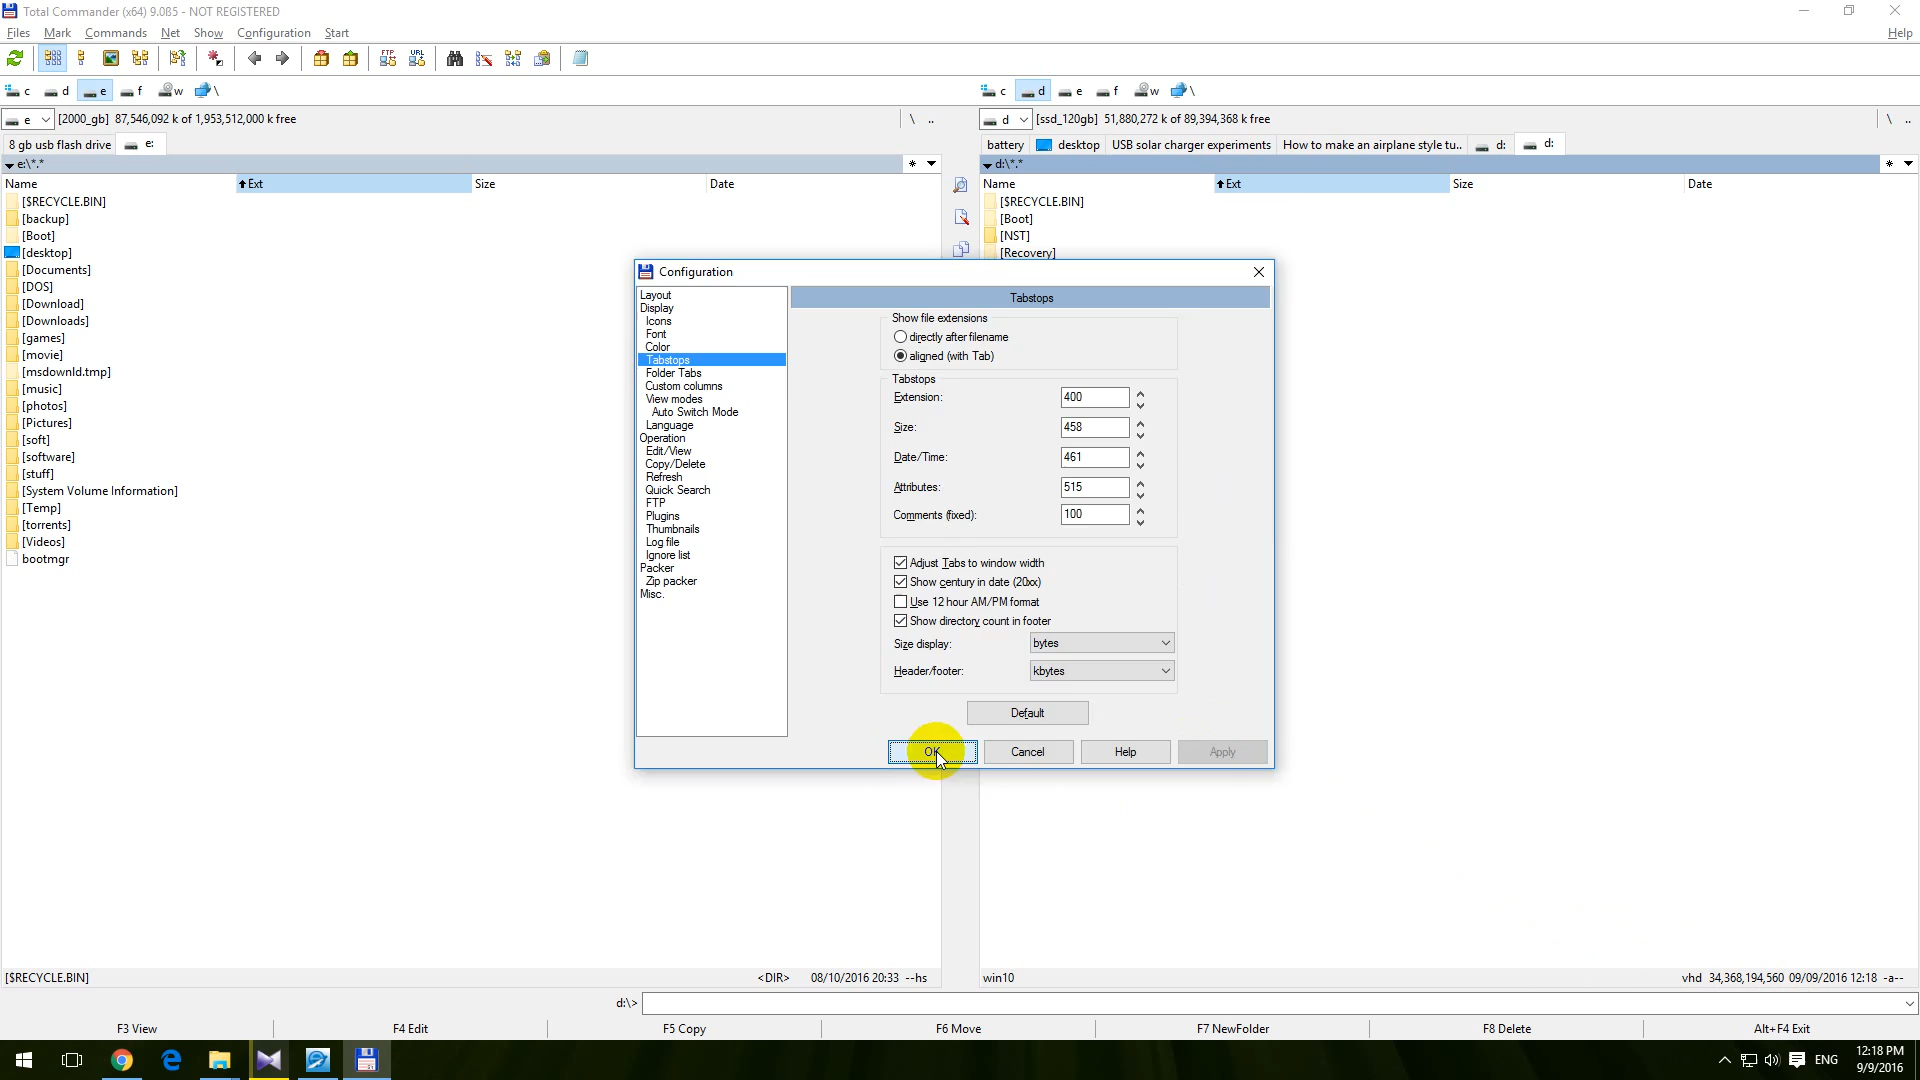 Total Commander (x64) 9.0ß5 - NOT REGISTERED
Files Mark Commands Net Show Configuration Start Help
FTP URL
c d e f w \ c d e f w \
e [2000_gb] 87,546,092 k of 1,953,512,000 k free \ .. d [ssd_120gb] 51,880,272 k of 89,394,368 k free \ ..
8 gb usb flash drive e: battery desktop USB solar charger experiments How to make an airplane style tu.. d: d:
e:\*.* * d:\*.* *
Name Ext Size Date Name Ext Size Date
[$RECYCLE.BIN]
[backup]
[Boot]
[desktop]
[Documents]
[DOS]
[Download]
[Downloads]
[games]
[movie]
[msdownld.tmp]
[music]
[photos]
[Pictures]
[soft]
[software]
[stuff]
[System Volume Information]
[Temp]
[torrents]
[Videos]
bootmgr
[$RECYCLE.BIN]
[Boot]
[NST]
[Recovery]
Configuration
Layout
Display
Icons
Font
Color
Tabstops
Folder Tabs
Custom columns
View modes
Auto Switch Mode
Language
Operation
Edit/View
Copy/Delete
Refresh
Quick Search
FTP
Plugins
Thumbnails
Log file
Ignore list
Packer
Zip packer
Misc.
Tabstops
Show file extensions
directly after filename
aligned (with Tab)
Tabstops
Extension: 400
Size: 458
Date/Time: 461
Attributes: 515
Comments (fixed): 100
Adjust Tabs to window width
Show century in date (20xx)
Use 12 hour AM/PM format
Show directory count in footer
Size display: bytes
Header/footer: kbytes
Default
OK Cancel Help Apply
[$RECYCLE.BIN] <DIR> 08/10/2016 20:33 --hs win10 vhd 34,368,194,560 09/09/2016 12:18 -a--
d:\>
F3 View F4 Edit F5 Copy F6 Move F7 NewFolder F8 Delete Alt+F4 Exit
ENG 12:18 PM
9/9/2016